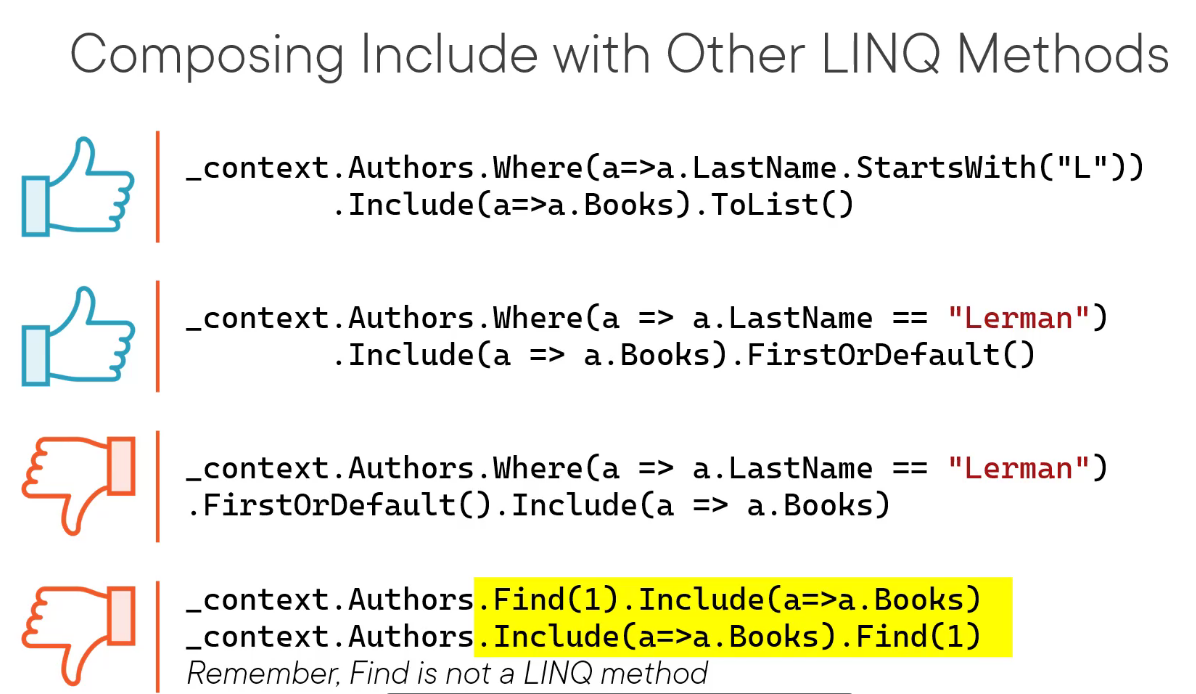 Composing Include with Other LINQ Methods
_context.Authors.Where(a=>a.LastName.StartsWith("L"))
.Include(a=>a.Books).ToList()
_context.Authors.Where(a => a.LastName == "Lerman")
.Include(a => a.Books).FirstOrDefault()
_context.Authors.Where(a => a.LastName == "Lerman")
.FirstOrDefault().Include(a => a.Books)
_context.Authors.Find(1).Include(a=>a.Books)
_context.Authors.Include(a=>a.Books).Find(1)
Remember, Find is not a LINQ method